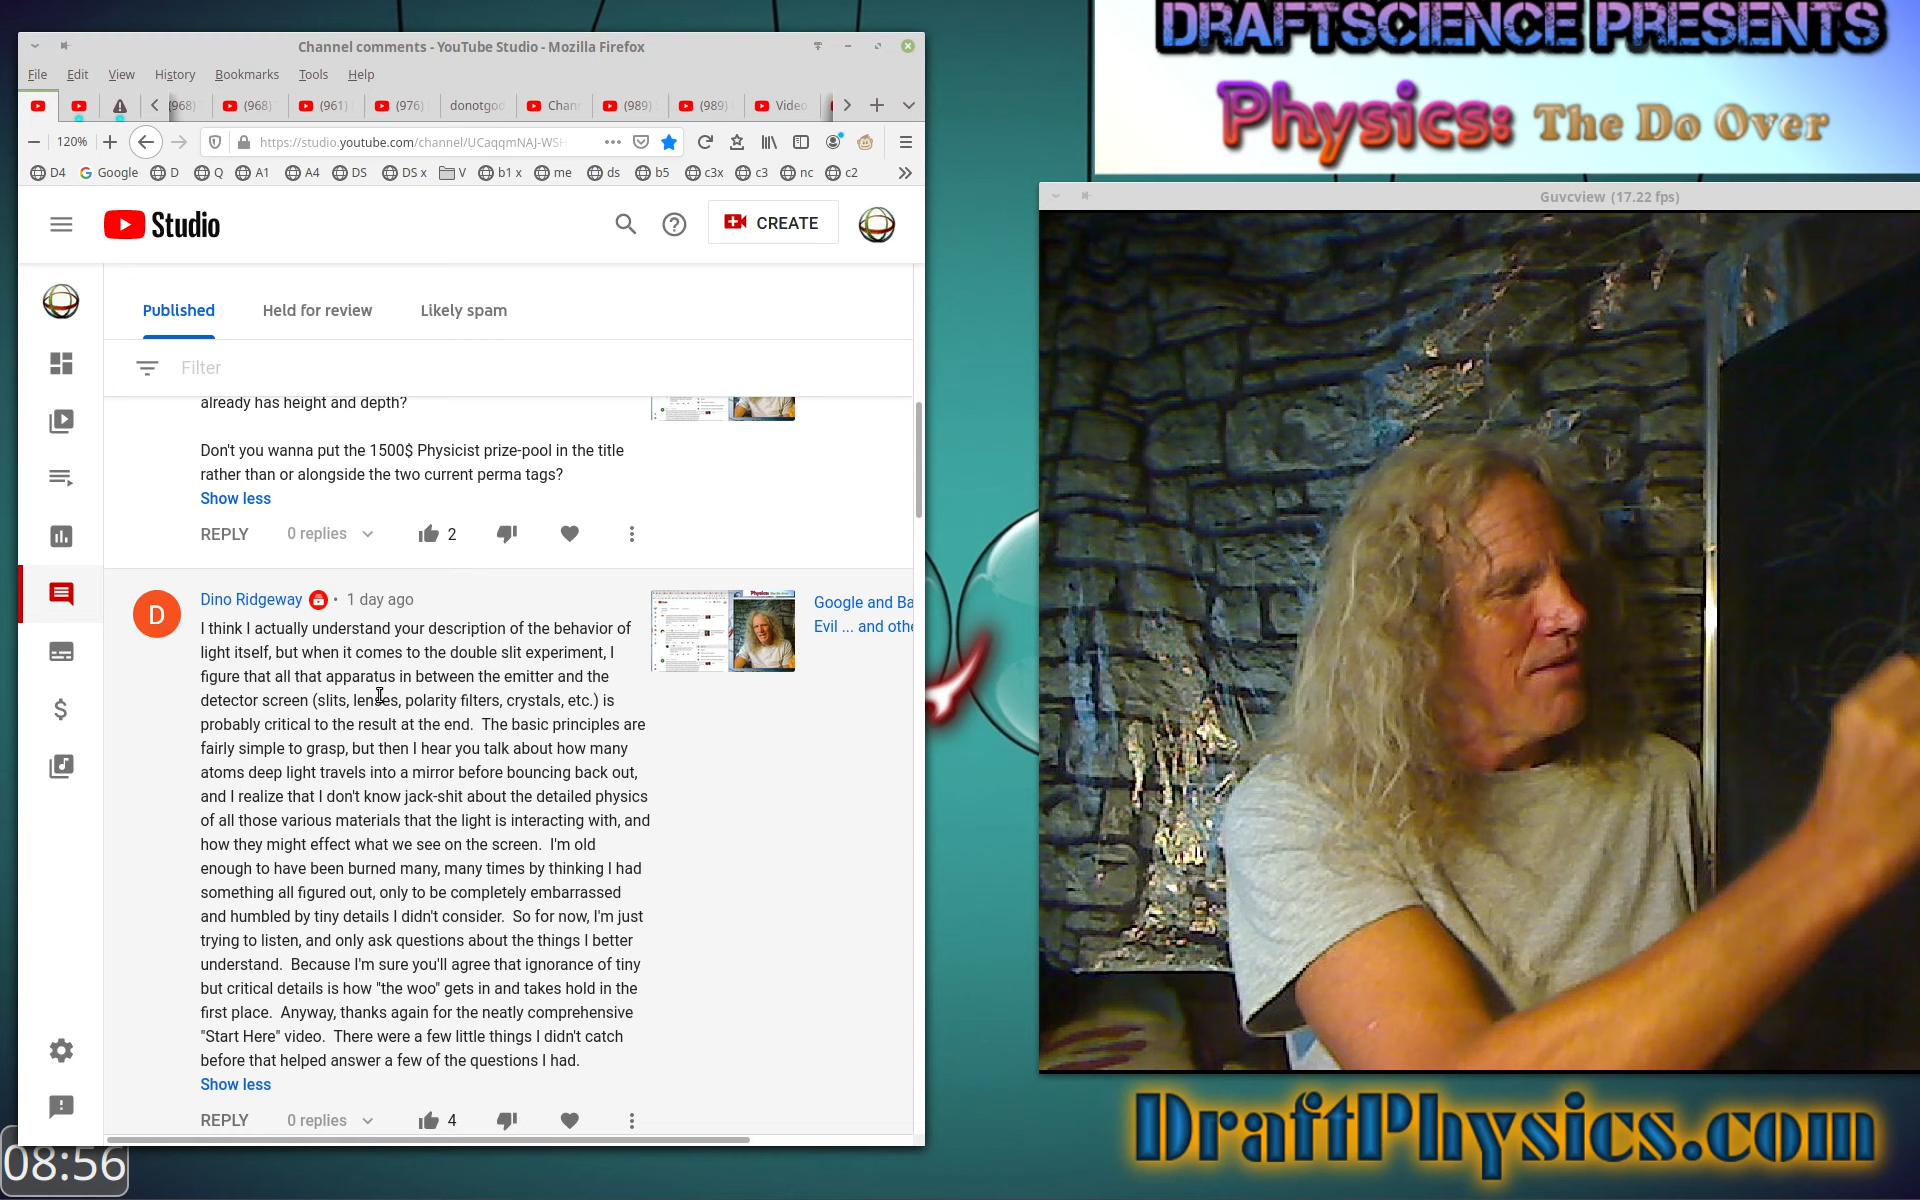 Channel comments - YouTube Studio - Mozilla Firefox
File Edit View History Bookmarks Tools Help
(968) (968) (961) (976) donotgod Chan (989) (989) Video
120% https://studio.youtube.com/channel/UCaqqmNAJ-WSH
D4 Google D Q A1 A4 DS DS x V b1 x me ds b5 c3x c3 nc c2
Studio
CREATE
Published Held for review Likely spam
Filter
already has height and depth?
Don't you wanna put the 1500$ Physicist prize-pool in the title
rather than or alongside the two current perma tags?
Show less
REPLY 0 replies 2
D
Dino Ridgeway • 1 day ago
I think I actually understand your description of the behavior of
light itself, but when it comes to the double slit experiment, I
figure that all that apparatus in between the emitter and the
detector screen (slits, lenses, polarity filters, crystals, etc.) is
probably critical to the result at the end.  The basic principles are
fairly simple to grasp, but then I hear you talk about how many
atoms deep light travels into a mirror before bouncing back out,
and I realize that I don't know jack-shit about the detailed physics
of all those various materials that the light is interacting with, and
how they might effect what we see on the screen.  I'm old
enough to have been burned many, many times by thinking I had
something all figured out, only to be completely embarrassed
and humbled by tiny details I didn't consider.  So for now, I'm just
trying to listen, and only ask questions about the things I better
understand.  Because I'm sure you'll agree that ignorance of tiny
but critical details is how "the woo" gets in and takes hold in the
first place.  Anyway, thanks again for the neatly comprehensive
"Start Here" video.  There were a few little things I didn't catch
before that helped answer a few of the questions I had.
Show less
REPLY 0 replies 4
Google and Ba
Evil ... and othe
08:56
DRAFTSCIENCE PRESENTS
Physics: The Do Over
Guvcview (17.22 fps)
DraftPhysics.com